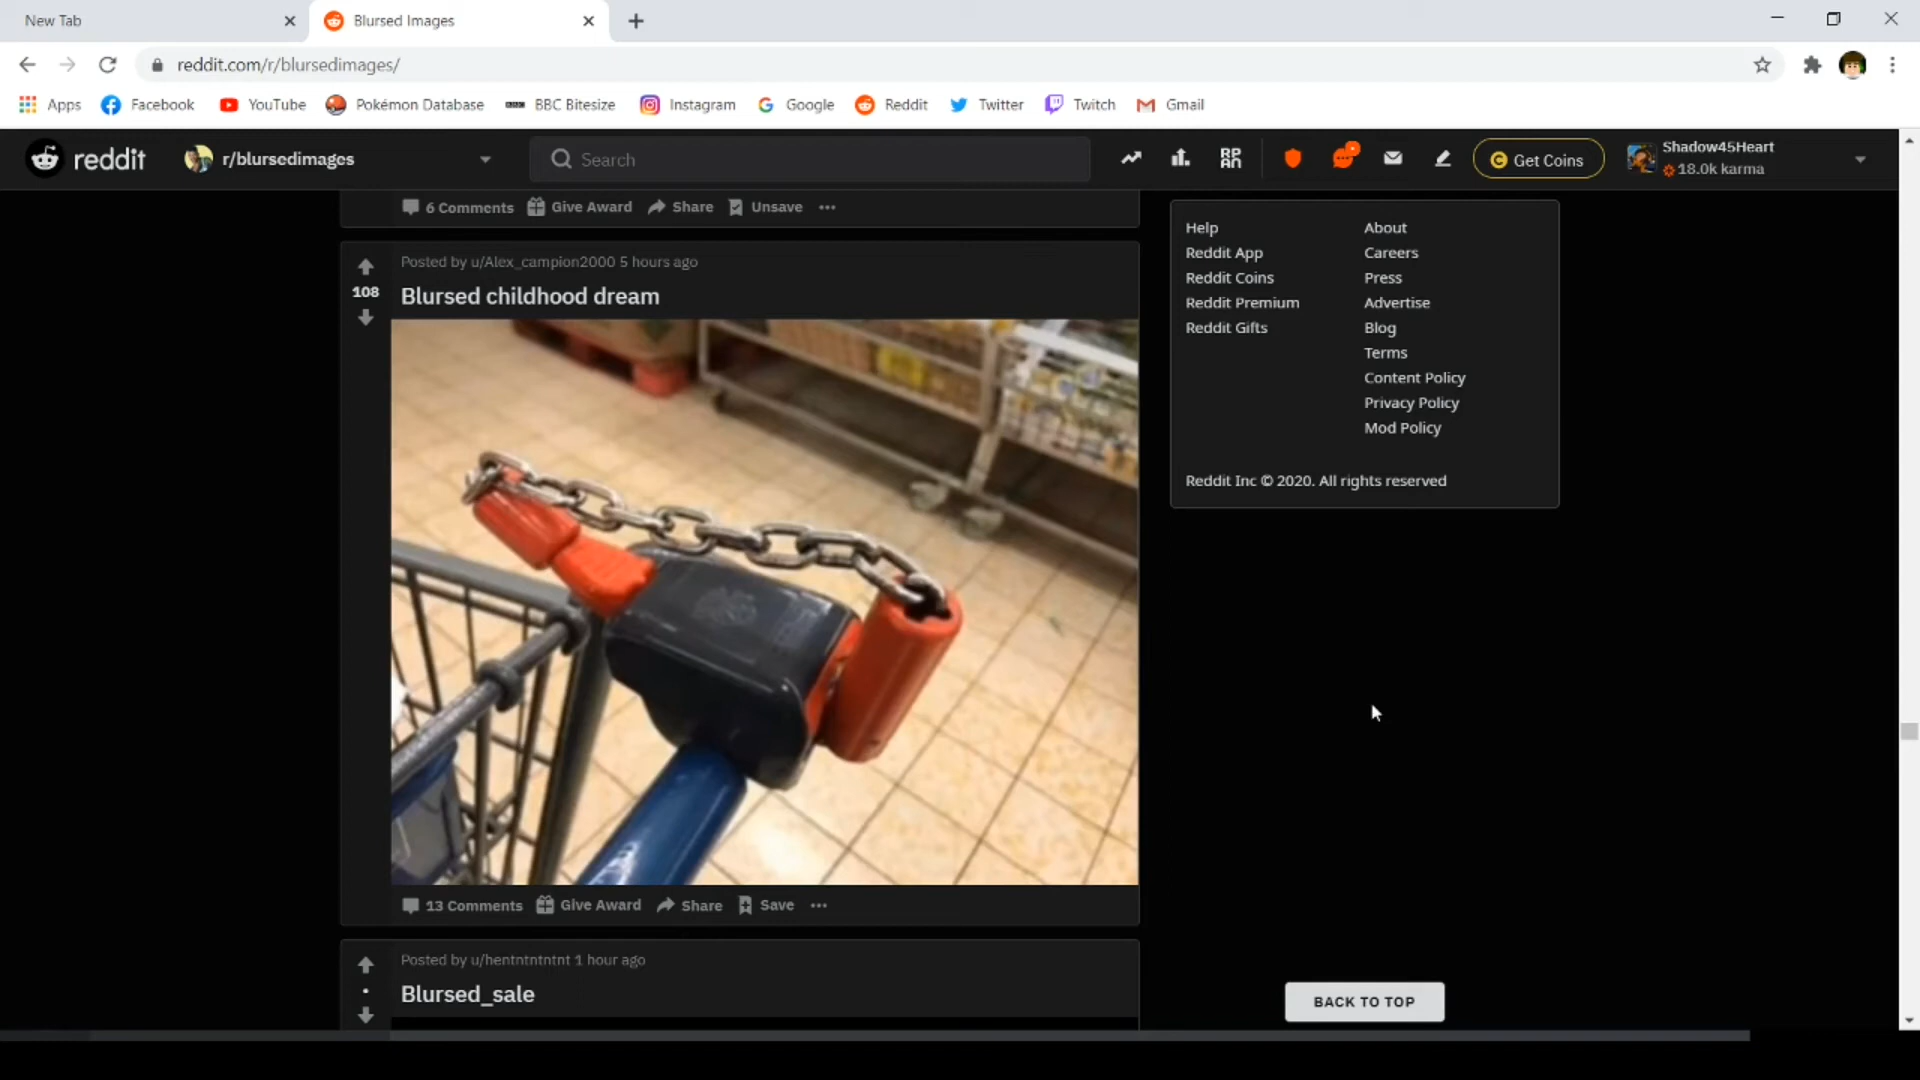 New Tab
Blursed Images
reddit.com/r/blursedimages/
Apps
Facebook
YouTube
Pokémon Database
BBC Bitesize
Instagram
Google
Reddit
Twitter
Twitch
Gmail
reddit
r/blursedimages
Search
Get Coins
Shadow45Heart
18.0k karma
6 Comments
Give Award
Share
Unsave
Posted by u/Alex_campion2000 5 hours ago
108
Blursed childhood dream
13 Comments
Give Award
Share
Save
Posted by u/hentntntntnt 1 hour ago
Blursed_sale
Help
About
Reddit App
Careers
Reddit Coins
Press
Reddit Premium
Advertise
Reddit Gifts
Blog
Terms
Content Policy
Privacy Policy
Mod Policy
Reddit Inc © 2020. All rights reserved
BACK TO TOP